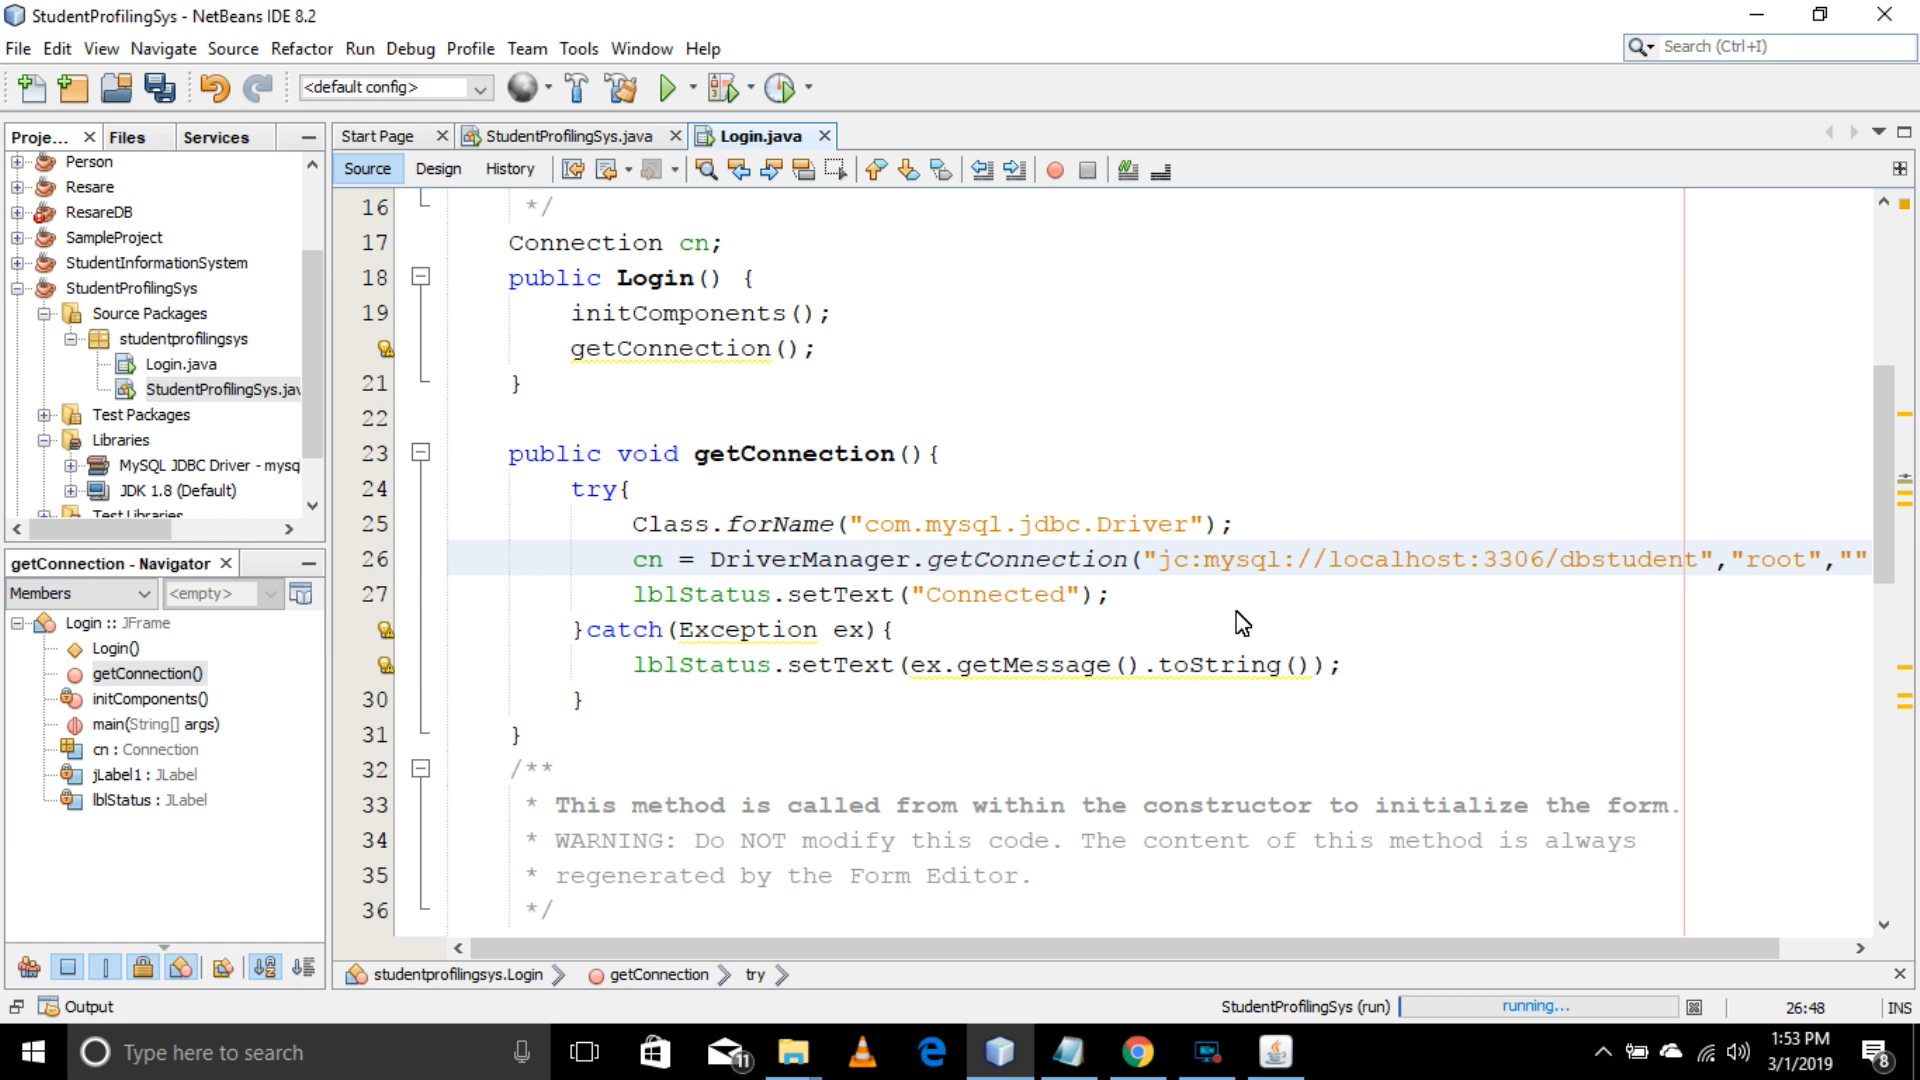 StudentProfilingSys - NetBeans IDE 8.2
File Edit View Navigate Source Refactor Run Debug Profile Team Tools Window Help
Search (Ctrl+I)
<default config>
Proje... Files Services
Start Page StudentProfilingSys.java Login.java
Source Design History
Person
Resare
ResareDB
SampleProject
StudentInformationSystem
StudentProfilingSys
Source Packages
studentprofilingsys
Login.java
StudentProfilingSys.jav
Test Packages
Libraries
MySQL JDBC Driver - mysq
JDK 1.8 (Default)
Test Libraries
getConnection - Navigator
Members <empty>
Login :: JFrame
Login()
getConnection()
initComponents()
main(String[] args)
cn : Connection
jLabel1 : JLabel
lblStatus : JLabel
16 */
17 Connection cn;
18 public Login() {
19 initComponents();
getConnection();
21 }
22
23 public void getConnection(){
24 try{
25 Class.forName("com.mysql.jdbc.Driver");
26 cn = DriverManager.getConnection("jc:mysql://localhost:3306/dbstudent","root",""
27 lblStatus.setText("Connected");
}catch(Exception ex){
lblStatus.setText(ex.getMessage().toString());
30 }
31 }
32 /**
33 * This method is called from within the constructor to initialize the form.
34 * WARNING: Do NOT modify this code. The content of this method is always
35 * regenerated by the Form Editor.
36 */
studentprofilingsys.Login getConnection try
Output
StudentProfilingSys (run) running... 26:48 INS
Type here to search
11
1:53 PM
3/1/2019
8